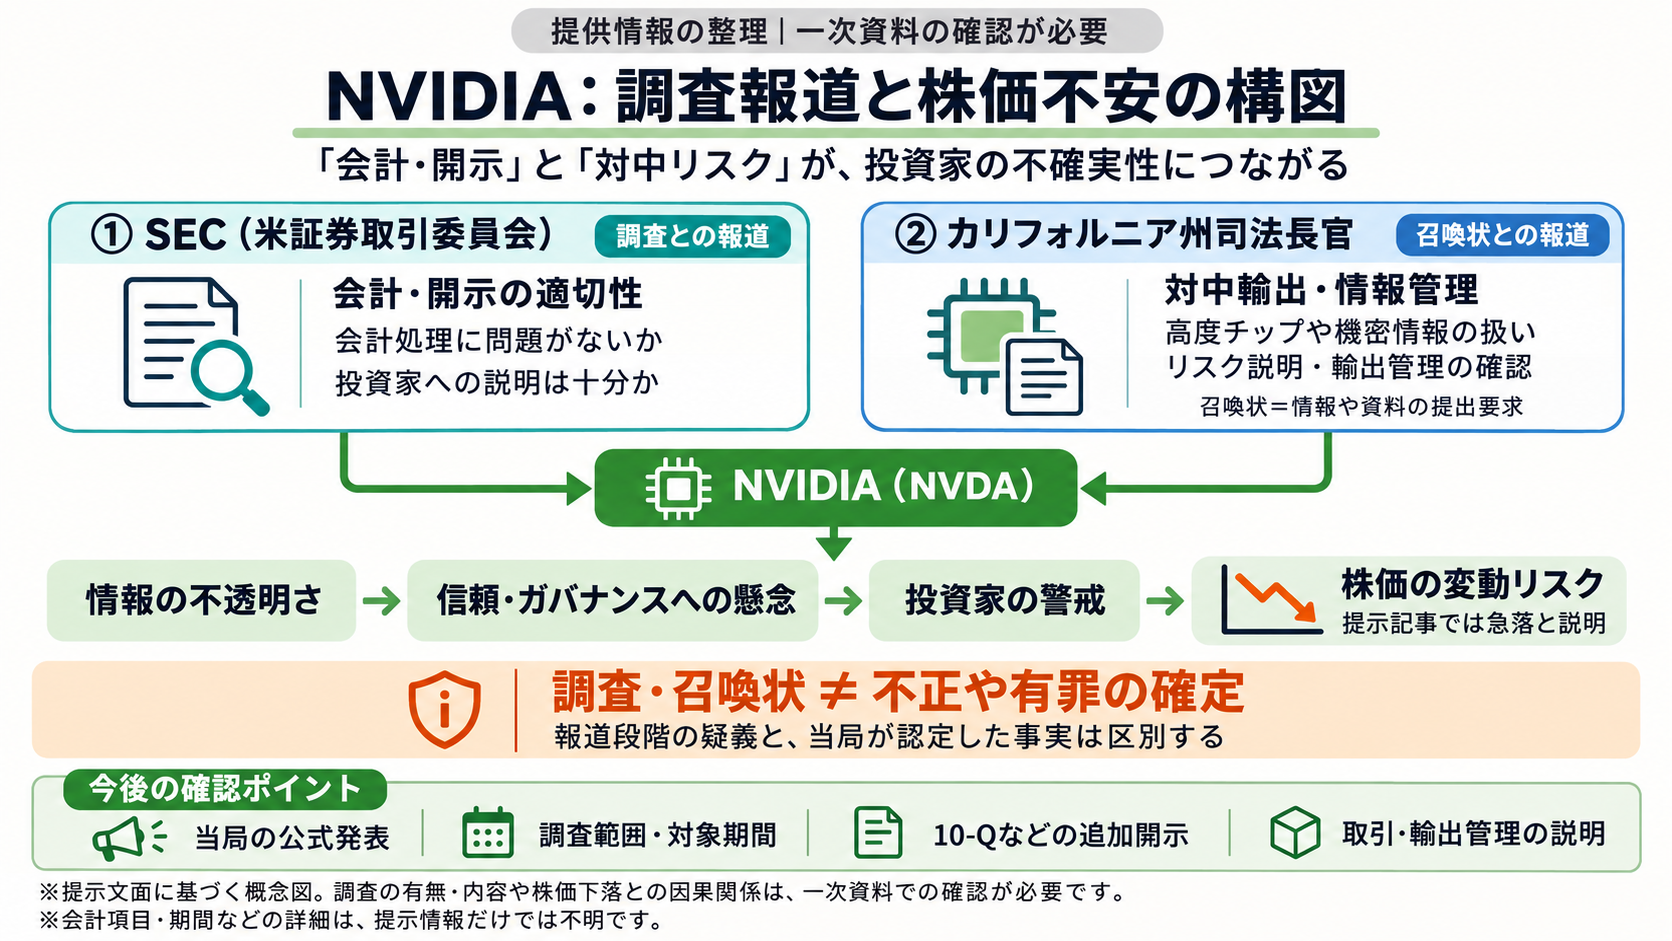 提供情報の整理｜一次資料の確認が必要
NVIDIA：調査報道と株価不安の構図
「会計・開示」と「対中リスク」が、投資家の不確実性につながる
① SEC（米証券取引委員会）
調査との報道
会計・開示の適切性
会計処理に問題がないか
投資家への説明は十分か
② カリフォルニア州司法長官
召喚状との報道
対中輸出・情報管理
高度チップや機密情報の扱い
リスク説明・輸出管理の確認
召喚状＝情報や資料の提出要求
NVIDIA（NVDA）
情報の不透明さ
信頼・ガバナンスへの懸念
投資家の警戒
株価の変動リスク
提示記事では急落と説明
調査・召喚状 ≠ 不正や有罪の確定
報道段階の疑義と、当局が認定した事実は区別する
今後の確認ポイント
当局の公式発表
調査範囲・対象期間
10-Qなどの追加開示
取引・輸出管理の説明
※提示文面に基づく概念図。調査の有無・内容や株価下落との因果関係は、一次資料での確認が必要です。
※会計項目・期間などの詳細は、提示情報だけでは不明です。